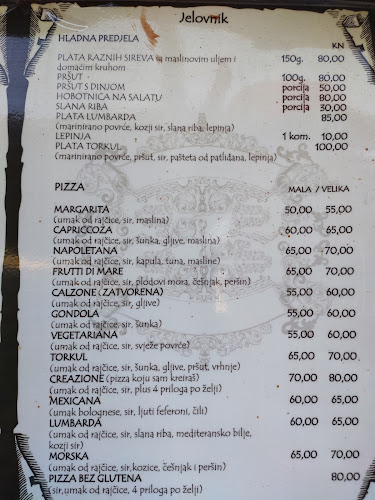 Jelovnik
HLADNA PREDJELA KN
PLATA RAZNIH SIREVA sa maslinovim uljem i 150g. 80,00
domaćim kruhom
PRŠUT 100g. 80,00
PRŠUT S DINJOM porcija 50,00
HOBOTNICA NA SALATU porcija 80,00
SLANA RIBA porcija 30,00
PLATA LUMBARDA 85,00
(marinirano povrće, kozji sir, slana riba, lepinja)
LEPINJA 1 kom. 10,00
PLATA TORKUL 100,00
(marinirano povrće, pršut, sir, pašteta od patliđana, lepinja)
PIZZA MALA / VELIKA
MARGARITA 50,00 55,00
(umak od rajčice, sir, maslina)
CAPRICCOZA 60,00 65,00
(umak od rajčice, sir, šunka, gljive, maslina)
NAPOLETANA 65,00 70,00
(umak od rajčice, sir, kapula, tuna, masline)
FRUTTI DI MARE 65,00 70,00
(umak od rajčice, sir, plodovi mora, češnjak, peršin)
CALZONE (ZATVORENA) 55,00 60,00
(umak od rajčice, sir, gljive)
GONDOLA 55,00 60,00
(umak od rajčice, sir, šunka)
VEGETARIANA 55,00 60,00
(umak od rajčice, sir, svježe povrće)
TORKUL 65,00 70,00
(umak od rajčice, sir, šunka, gljive, pršut, vrhnje)
CREAZIONE (pizza koju sam kreiraš) 70,00 80,00
(umak od rajčice, sir, plus 4 priloga po želji)
MEXICANA 60,00 65,00
(umak bolognese, sir, ljuti feferoni, čili)
LUMBARDA 60,00 65,00
(umak od rajčice, sir, slana riba, mediteransko bilje,
kozji sir)
MORSKA 65,00 70,00
(umak od rajčice, sir, kozice, češnjak i peršin)
PIZZA BEZ GLUTENA 80,00
(sir, umak od rajčice, 4 priloga po želji)